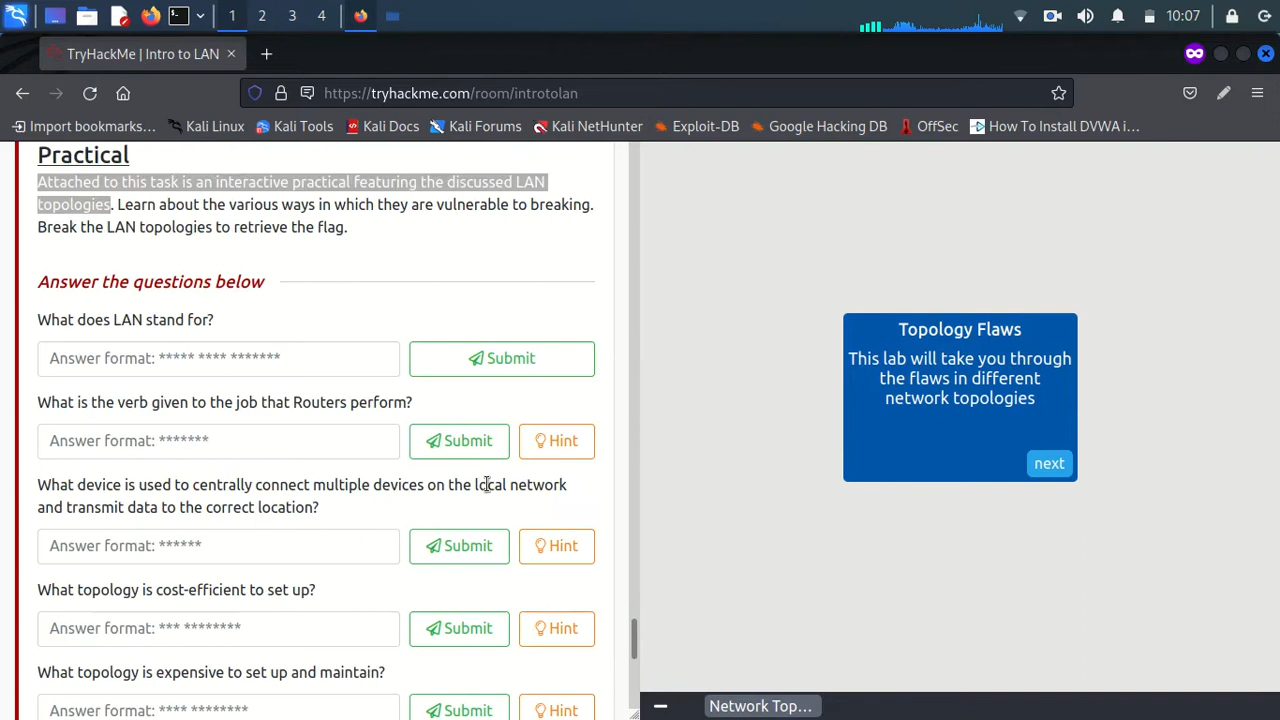 1 2 3 4 10:07
TryHackMe | Intro to LAN
https://tryhackme.com/room/introtolan
Import bookmarks… Kali Linux Kali Tools Kali Docs Kali Forums Kali NetHunter Exploit-DB Google Hacking DB OffSec How To Install DVWA i…
Practical
Attached to this task is an interactive practical featuring the discussed LAN
topologies. Learn about the various ways in which they are vulnerable to breaking.
Break the LAN topologies to retrieve the flag.
Answer the questions below
What does LAN stand for?
Answer format: ***** **** ******* Submit
What is the verb given to the job that Routers perform?
Answer format: ******* Submit Hint
What device is used to centrally connect multiple devices on the local network
and transmit data to the correct location?
Answer format: ****** Submit Hint
What topology is cost-efficient to set up?
Answer format: *** ******** Submit Hint
What topology is expensive to set up and maintain?
Answer format: **** ******** Submit Hint
Topology Flaws
This lab will take you through
the flaws in different
network topologies
next
Network Top…